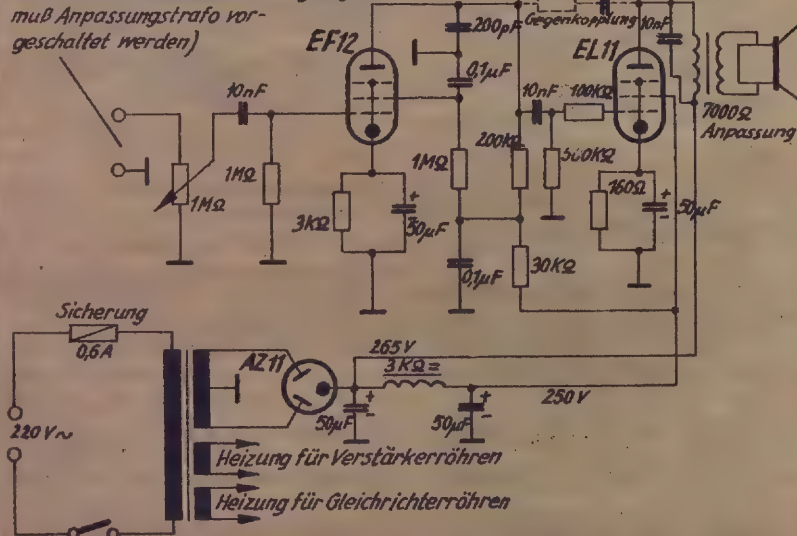 muß Anpassungstrafo vor-
geschaltet werden)
EF12
200pF
Gegenkopplung
10nF
EL11
0,1µF
10nF
10nF
100KΩ
7000Ω
Anpassung
1MΩ
1MΩ
1MΩ
200KΩ
500KΩ
3KΩ
+
50µF
160Ω
+
-
50µF
0,1µF
30KΩ
Sicherung
0,6A
AZ11
265V
3KΩ=
+
50µF
+
-
50µF
250V
220V~
Heizung für Verstärkerröhren
Heizung für Gleichrichterröhren